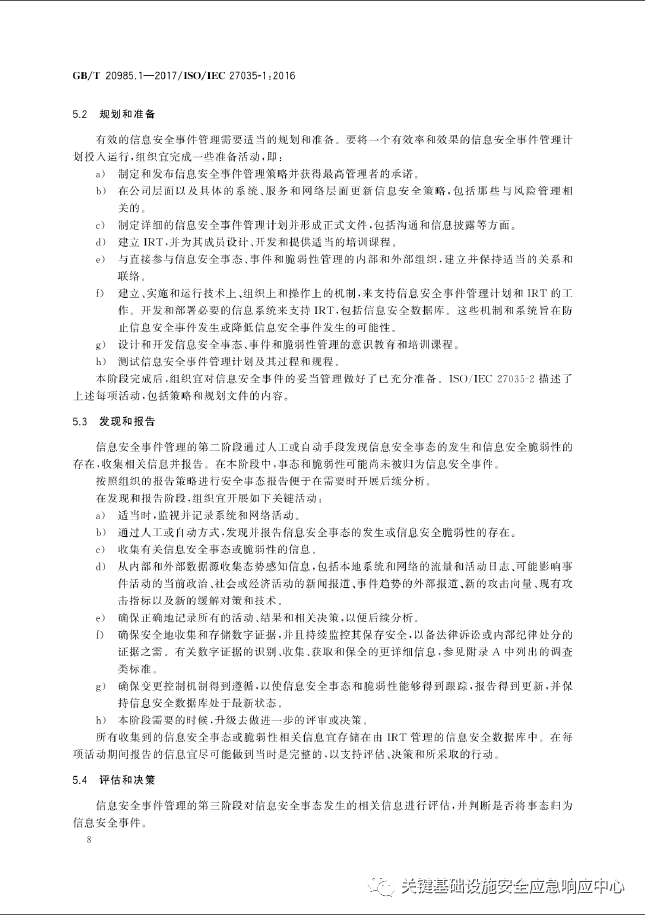 GB/T 20985.1—2017/ISO/IEC 27035-1:2016
5.2 规划和准备
有效的信息安全事件管理需要适当的规划和准备。要将一个有效率和效果的信息安全事件管理计
划投入运行,组织宜完成一些准备活动,即:
a) 制定和发布信息安全事件管理策略并获得最高管理者的承诺。
b) 在公司层面以及具体的系统、服务和网络层面更新信息安全策略,包括那些与风险管理相
关的。
c) 制定详细的信息安全事件管理计划并形成正式文件,包括沟通和信息披露等方面。
d) 建立 IRT,并为其成员设计、开发和提供适当的培训课程。
e) 与直接参与信息安全事态、事件和脆弱性管理的内部和外部组织,建立并保持适当的关系和
联络。
f) 建立、实施和运行技术上、组织上和操作上的机制,来支持信息安全事件管理计划和 IRT 的工
作。开发和部署必要的信息系统来支持 IRT,包括信息安全数据库。这些机制和系统旨在防
止信息安全事件发生或降低信息安全事件发生的可能性。
g) 设计和开发信息安全事态、事件和脆弱性管理的意识教育和培训课程。
h) 测试信息安全事件管理计划及其过程和规程。
本阶段完成后,组织宜对信息安全事件的妥当管理做好了已充分准备。ISO/IEC 27035-2 描述了
上述每项活动,包括策略和规划文件的内容。
5.3 发现和报告
信息安全事件管理的第二阶段通过人工或自动手段发现信息安全事态的发生和信息安全脆弱性的
存在,收集相关信息并报告。在本阶段中,事态和脆弱性可能尚未被归为信息安全事件。
按照组织的报告策略进行安全事态报告便于在需要时开展后续分析。
在发现和报告阶段,组织宜开展如下关键活动:
a) 适当时,监视并记录系统和网络活动。
b) 通过人工或自动方式,发现并报告信息安全事态的发生或信息安全脆弱性的存在。
c) 收集有关信息安全事态或脆弱性的信息。
d) 从内部和外部数据源收集态势感知信息,包括本地系统和网络的流量和活动日志、可能影响事
件活动的当前政治、社会或经济活动的新闻报道、事件趋势的外部报道、新的攻击向量、现有攻
击指标以及新的缓解对策和技术。
e) 确保正确地记录所有的活动、结果和相关决策,以便后续分析。
f) 确保安全地收集和存储数字证据,并且持续监控其保存安全,以备法律诉讼或内部纪律处分的
证据之需。有关数字证据的识别、收集、获取和保全的更详细信息,参见附录 A 中列出的调查
类标准。
g) 确保变更控制机制得到遵循,以使信息安全事态和脆弱性能够得到跟踪,报告得到更新,并保
持信息安全数据库处于最新状态。
h) 本阶段需要的时候,升级去做进一步的评审或决策。
所有收集到的信息安全事态或脆弱性相关信息宜存储在由 IRT 管理的信息安全数据库中。在每
项活动期间报告的信息宜尽可能做到当时是完整的,以支持评估、决策和所采取的行动。
5.4 评估和决策
信息安全事件管理的第三阶段对信息安全事态发生的相关信息进行评估,并判断是否将事态归为
信息安全事件。
8
关键基础设施安全应急响应中心